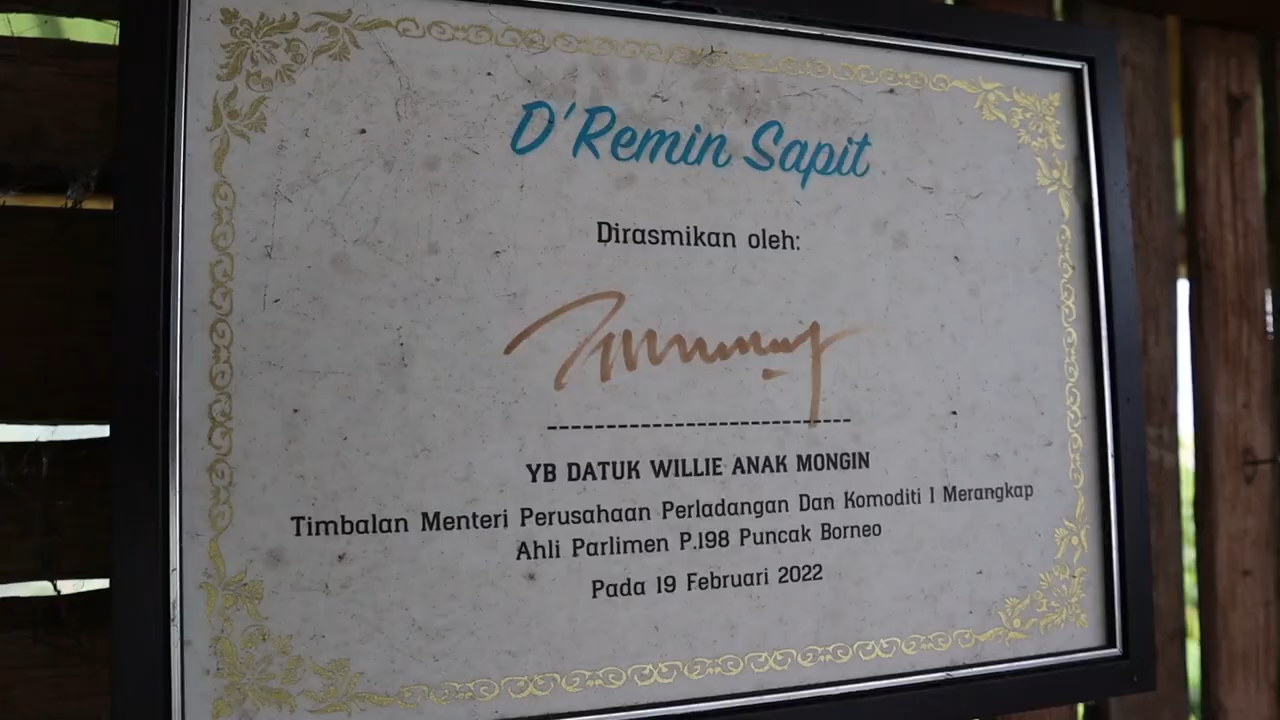 D'Remin Sapit
Dirasmikan oleh:
YB DATUK WILLIE ANAK MONGIN
Timbalan Menteri Perusahaan Perladangan Dan Komoditi I Merangkap
Ahli Parlimen P.198 Puncak Borneo
Pada 19 Februari 2022